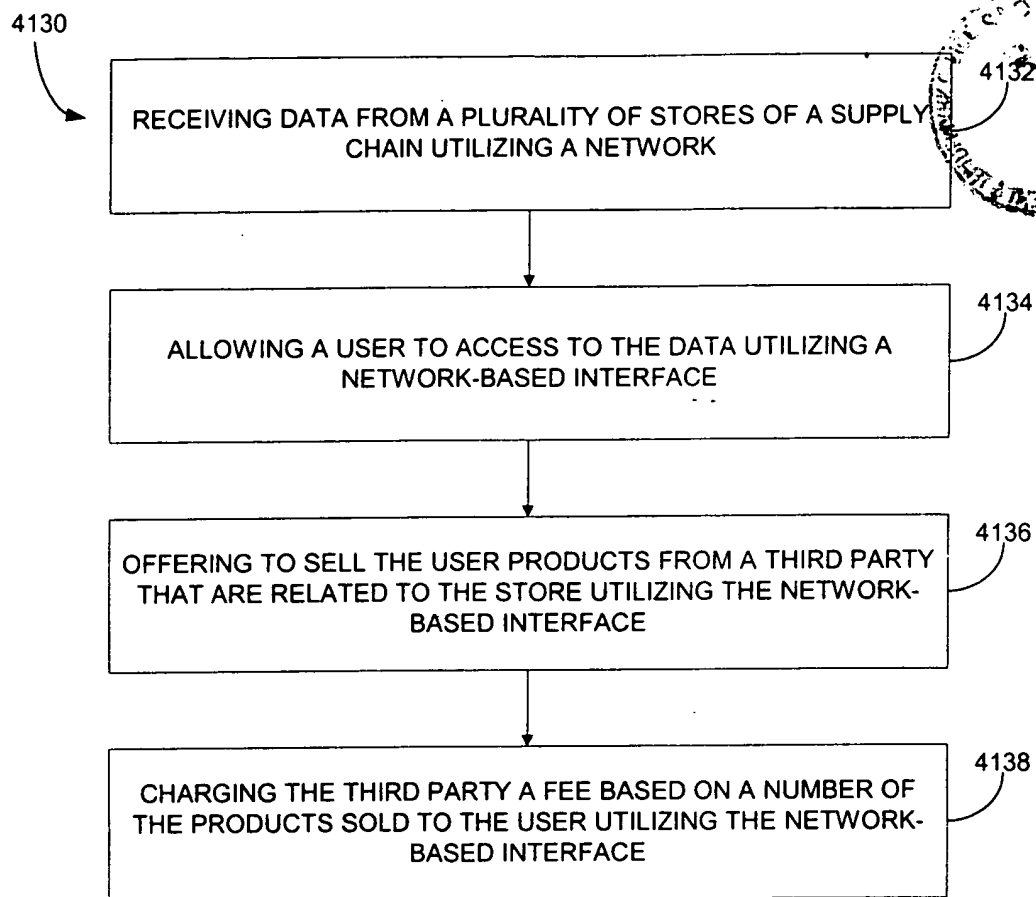 4130
4132
RECEIVING DATA FROM A PLURALITY OF STORES OF A SUPPLY
CHAIN UTILIZING A NETWORK
4134
ALLOWING A USER TO ACCESS TO THE DATA UTILIZING A
NETWORK-BASED INTERFACE
4136
OFFERING TO SELL THE USER PRODUCTS FROM A THIRD PARTY
THAT ARE RELATED TO THE STORE UTILIZING THE NETWORK-
BASED INTERFACE
4138
CHARGING THE THIRD PARTY A FEE BASED ON A NUMBER OF
THE PRODUCTS SOLD TO THE USER UTILIZING THE NETWORK-
BASED INTERFACE